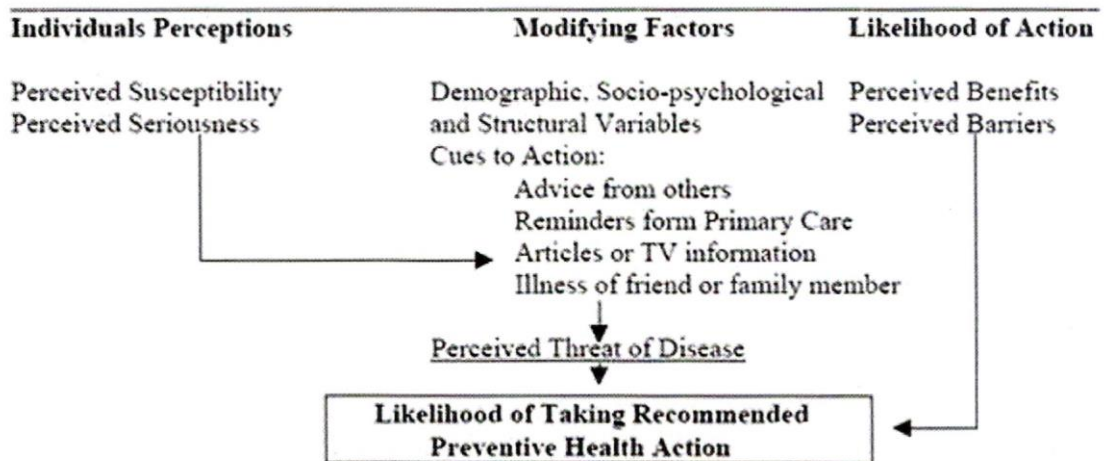 Individuals Perceptions
Modifying Factors
Likelihood of Action
Perceived Susceptibility
Perceived Seriousness
Demographic, Socio-psychological
and Structural Variables
Cues to Action:
Advice from others
Reminders form Primary Care
Articles or TV information
Illness of friend or family member
Perceived Benefits
Perceived Barriers
Perceived Threat of Disease
Likelihood of Taking Recommended
Preventive Health Action